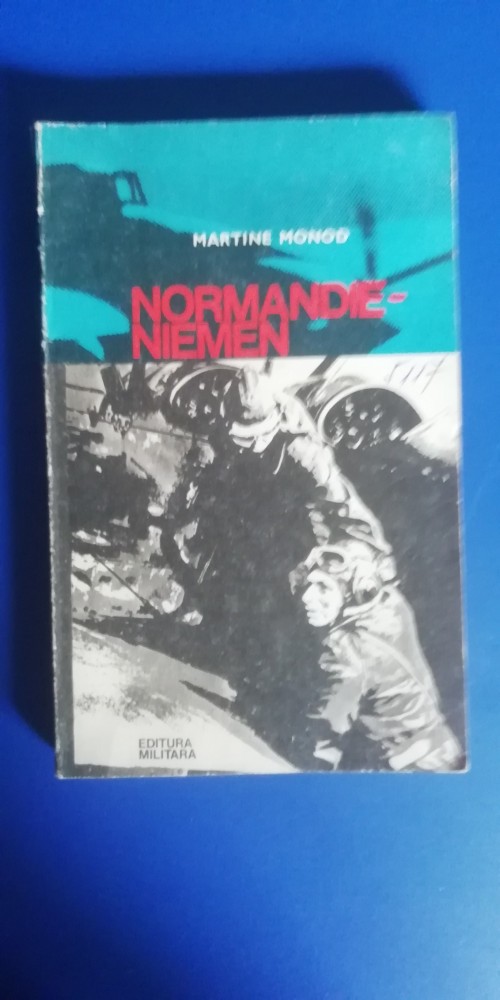 MARTINE MONOD
NORMANDIE-
NIEMEN
EDITURA
MILITARA